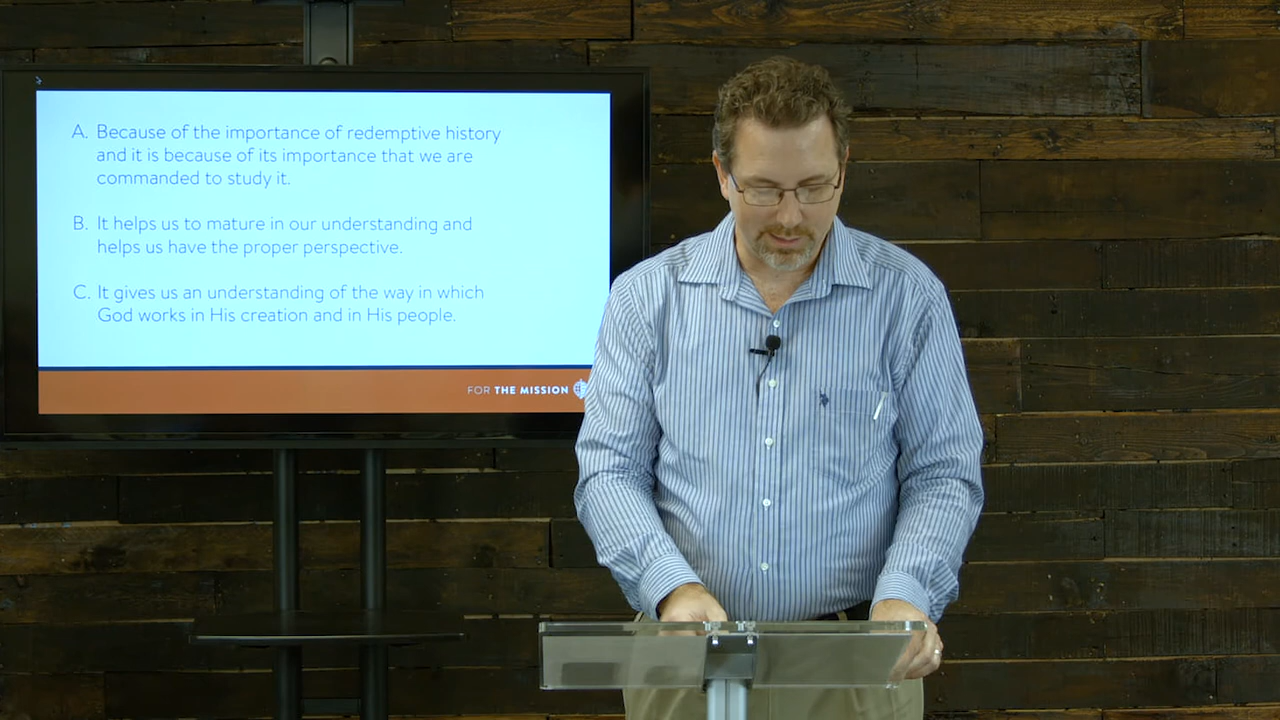 A. Because of the importance of redemptive history
and it is because of its importance that we are
commanded to study it.
B. It helps us to mature in our understanding and
helps us have the proper perspective.
C. It gives us an understanding of the way in which
God works in His creation and in His people.
FOR THE MISSION